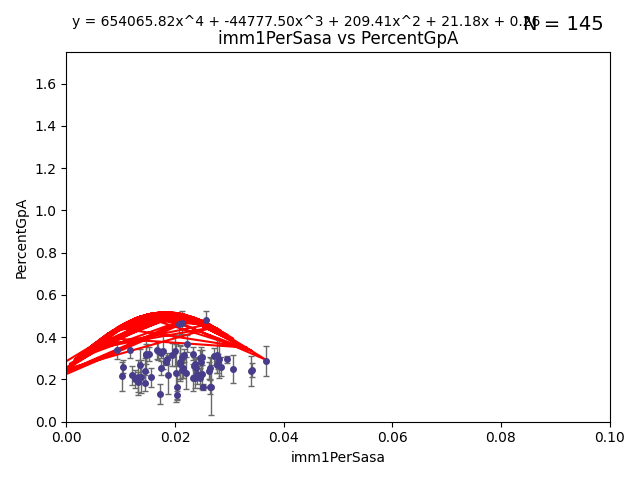 y = 654065.82x^4 + -44777.50x^3 + 209.41x^2 + 21.18x + 0.26
N = 145
imm1PerSasa vs PercentGpA
1.6
1.4
1.2
1.0
0.8
0.6
0.4
0.2
0.0
PercentGpA
0.00 0.02 0.04 0.06 0.08 0.10
imm1PerSasa